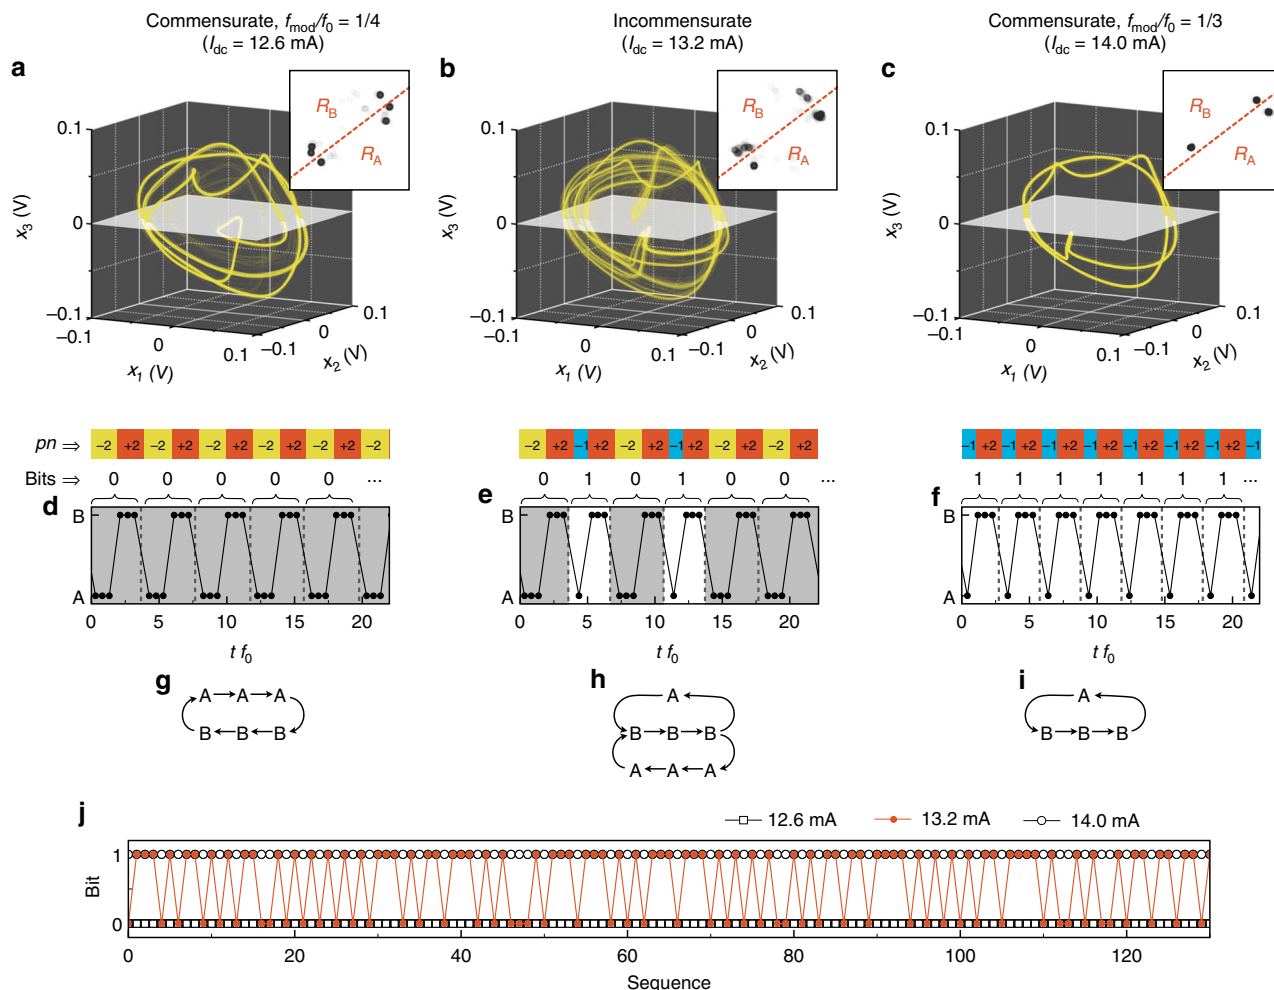 Commensurate, fmod/f0 = 1/4
(Idc = 12.6 mA)
Incommensurate
(Idc = 13.2 mA)
Commensurate, fmod/f0 = 1/3
(Idc = 14.0 mA)
a
RB
RA
0.1
0
−0.1
x3 (V)
−0.1
0
0.1
x1 (V)
−0.1
0
0.1
x2 (V)
b
RB
RA
0.1
0
−0.1
x3 (V)
−0.1
0
0.1
x1 (V)
−0.1
0
0.1
x2 (V)
c
RB
RA
0.1
0
−0.1
x3 (V)
−0.1
0
0.1
x1 (V)
−0.1
0
0.1
x2 (V)
pn ⇒ −2 +2 −2 +2 −2 +2 −2 +2 −2 +2 −2
Bits ⇒ 0 0 0 0 0 ...
d
B
A
0 5 10 15 20
t f0
−2 +2 −1 +2 −2 +2 −1 +2 −2 +2 −2
0 1 0 1 0 0 ...
e
B
A
0 5 10 15 20
t f0
−1 +2 −1 +2 −1 +2 −1 +2 −1 +2 −1 +2 −1 +2 −1
1 1 1 1 1 1 1 ...
f
B
A
0 5 10 15 20
t f0
g
A A A
B B B
h
A
B B B
A A A
i
A
B B B
j
12.6 mA 13.2 mA 14.0 mA
Bit
1
0
0 20 40 60 80 100 120
Sequence